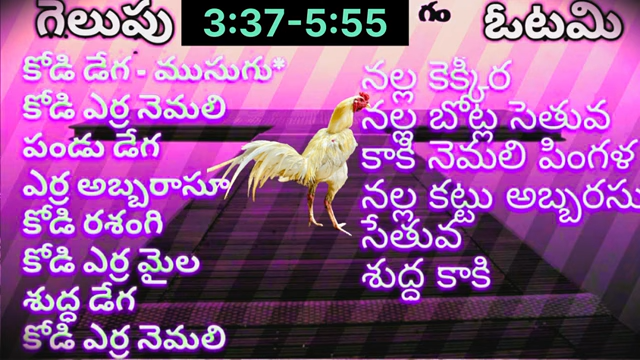 గెలుపు
3:37-5:55
గం
ఓటమి
కోడి డేగ - ముసుగు*
కోడి ఎర్ర నెమలి
పండు డేగ
ఎర్ర అబ్బరాసూ
కోడి రశంగి
కోడి ఎర్ర మైల
శుద్ధ డేగ
కోడి ఎర్ర నెమలి
నల్ల కెక్కిర
నల్ల బోట్ల సెతువ
కాకి నెమలి పింగళ
నల్ల కట్టు అబ్బరసు
సేతువ
శుద్ధ కాకి